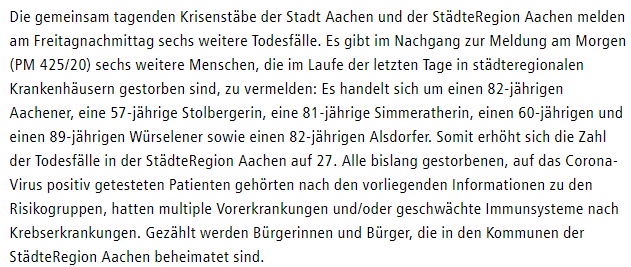 Die gemeinsam tagenden Krisenstäbe der Stadt Aachen und der StädteRegion Aachen melden
am Freitagnachmittag sechs weitere Todesfälle. Es gibt im Nachgang zur Meldung am Morgen
(PM 425/20) sechs weitere Menschen, die im Laufe der letzten Tage in städteregionalen
Krankenhäusern gestorben sind, zu vermelden: Es handelt sich um einen 82-jährigen
Aachener, eine 57-jährige Stolbergerin, eine 81-jährige Simmeratherin, einen 60-jährigen und
einen 89-jährigen Würselener sowie einen 82-jährigen Alsdorfer. Somit erhöht sich die Zahl
der Todesfälle in der StädteRegion Aachen auf 27. Alle bislang gestorbenen, auf das Corona-
Virus positiv getesteten Patienten gehörten nach den vorliegenden Informationen zu den
Risikogruppen, hatten multiple Vorerkrankungen und/oder geschwächte Immunsysteme nach
Krebserkrankungen. Gezählt werden Bürgerinnen und Bürger, die in den Kommunen der
StädteRegion Aachen beheimatet sind.